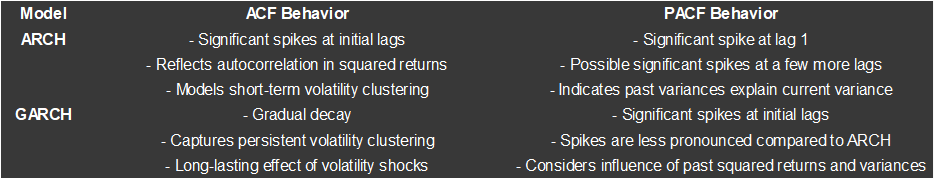 Model ACF Behavior PACF Behavior
ARCH - Significant spikes at initial lags - Significant spike at lag 1
- Reflects autocorrelation in squared returns - Possible significant spikes at a few more lags
- Models short-term volatility clustering - Indicates past variances explain current variance
GARCH - Gradual decay - Significant spikes at initial lags
- Captures persistent volatility clustering - Spikes are less pronounced compared to ARCH
- Long-lasting effect of volatility shocks - Considers influence of past squared returns and variances